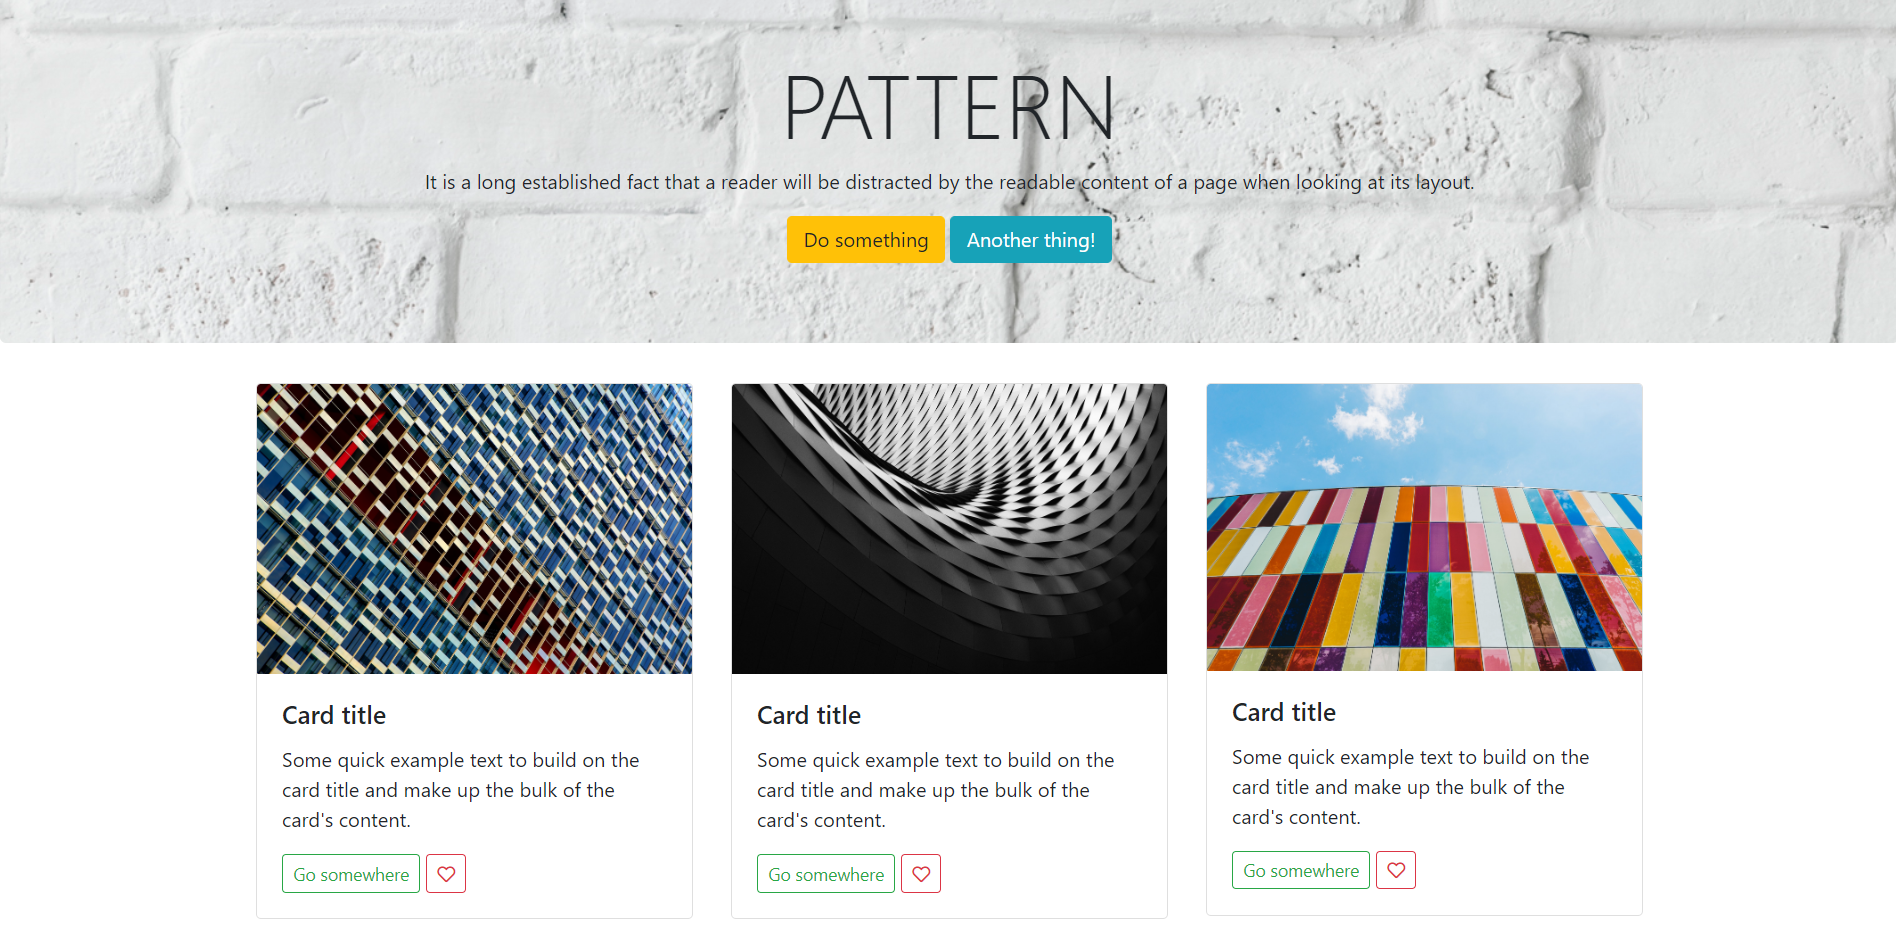 PATTERN
It is a long established fact that a reader will be distracted by the readable content of a page when looking at its layout.
Do something
Another thing!
Card title
Some quick example text to build on the
card title and make up the bulk of the
card's content.
Go somewhere
Card title
Some quick example text to build on the
card title and make up the bulk of the
card's content.
Go somewhere
Card title
Some quick example text to build on the
card title and make up the bulk of the
card's content.
Go somewhere